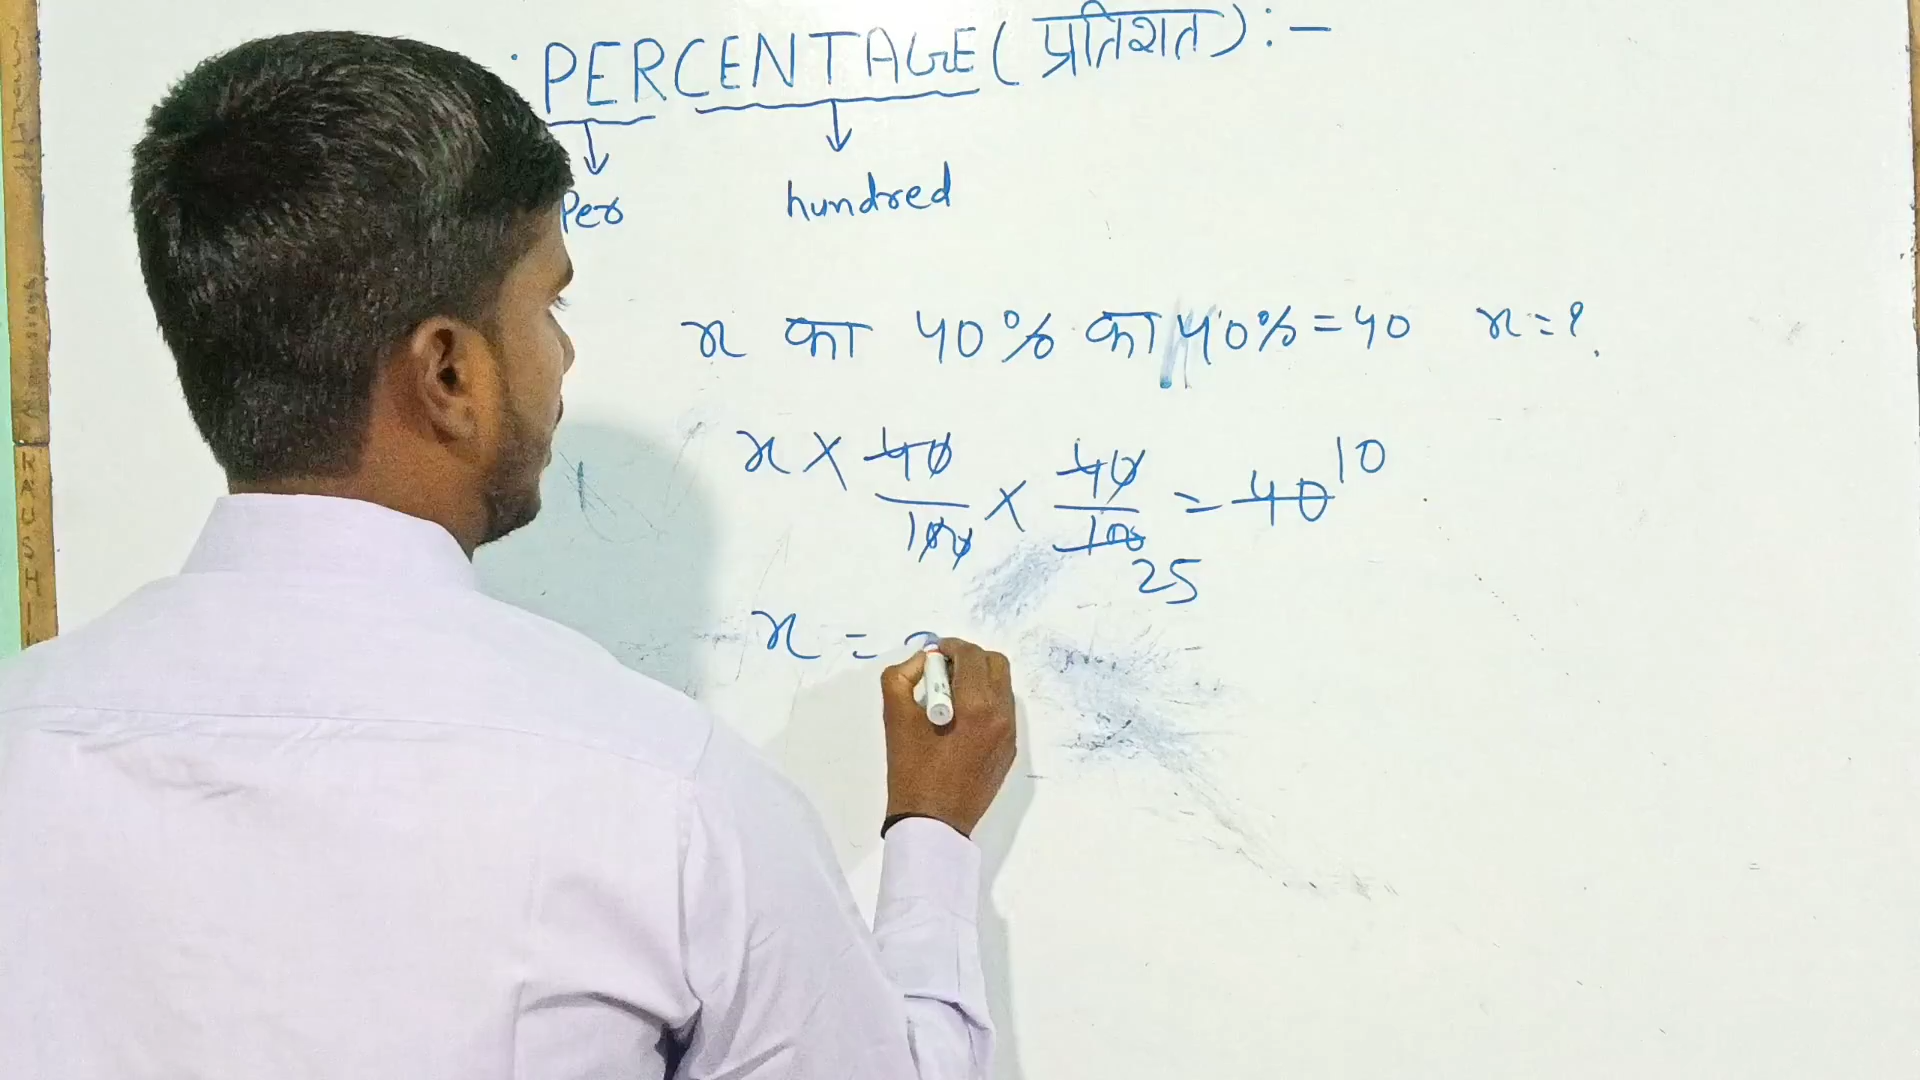 PERCENTAGE (प्रतिशत) :-
Per hundred
x का 40% का 40% = 40 x = ?
x × 40/100 × 40/100 = 40 10
25
x =